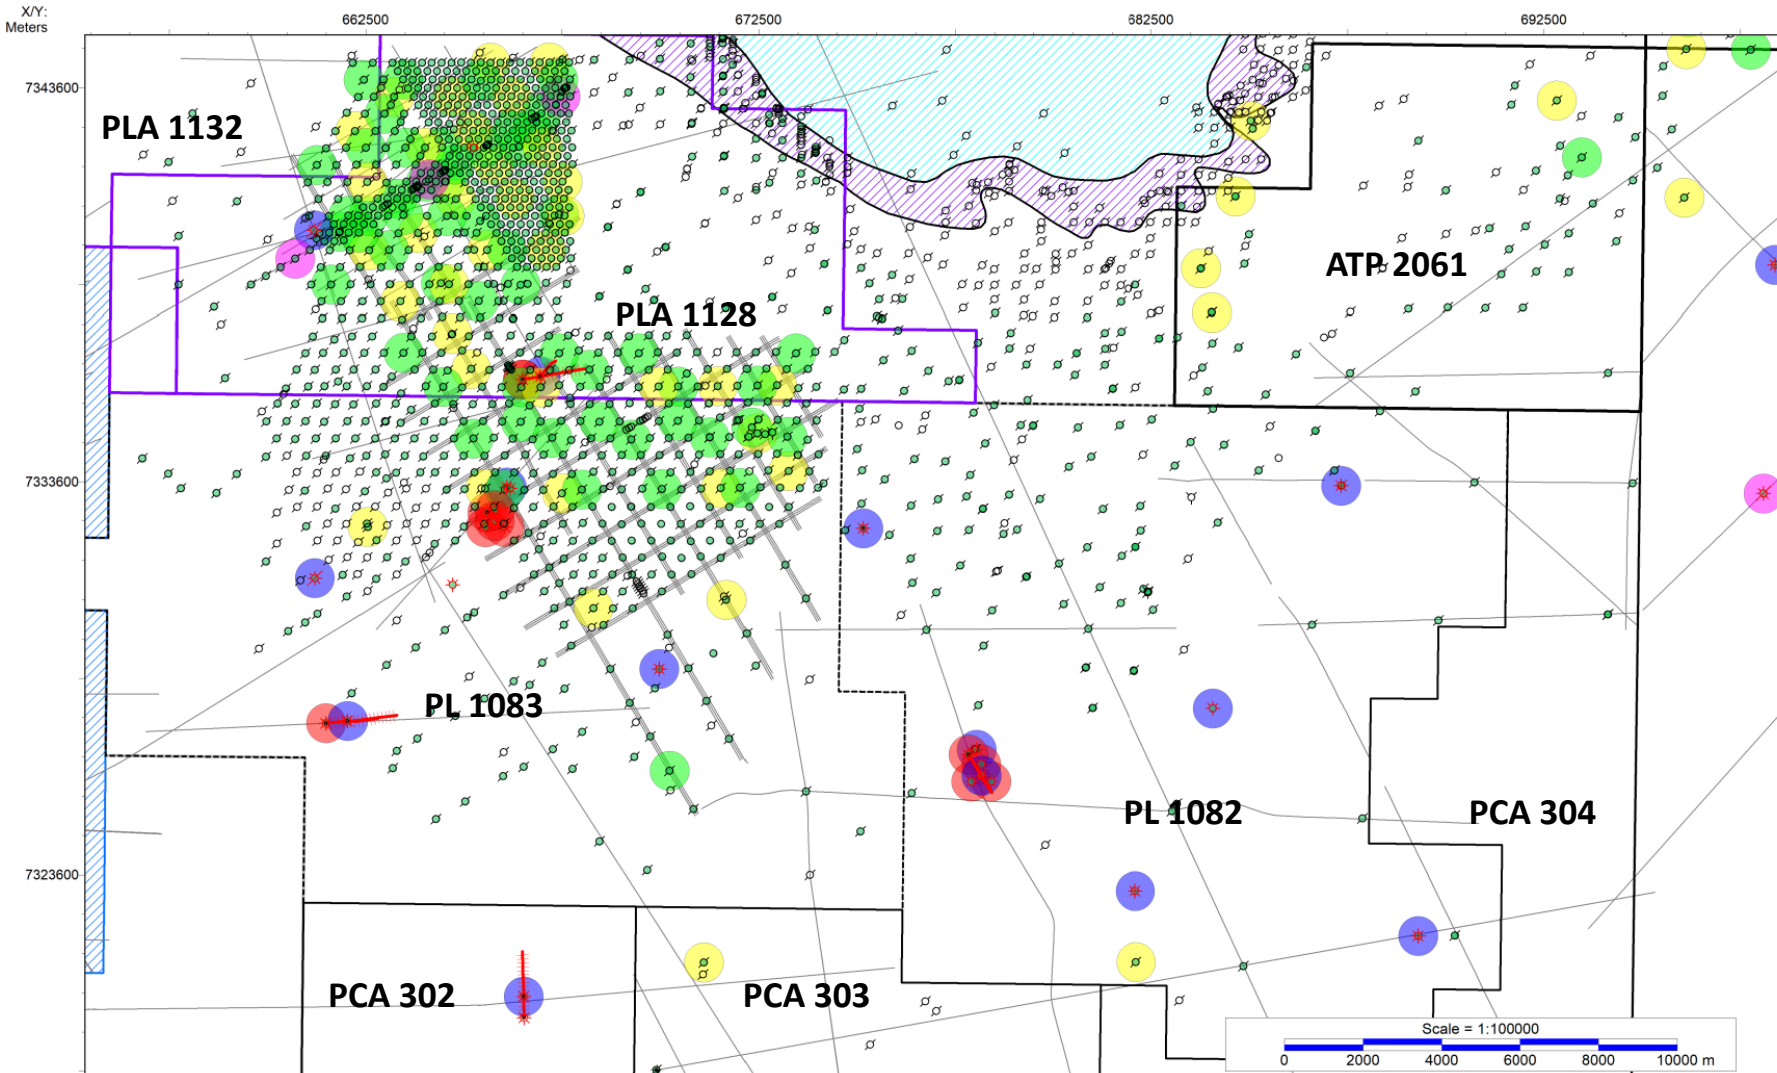 X/Y:
Meters
662500 672500 682500 692500
7343600
PLA 1132
ATP 2061
PLA 1128
7333600
PL 1083
PL 1082
PCA 304
7323600
PCA 302
PCA 303
Scale = 1:100000
0 2000 4000 6000 8000 10000 m